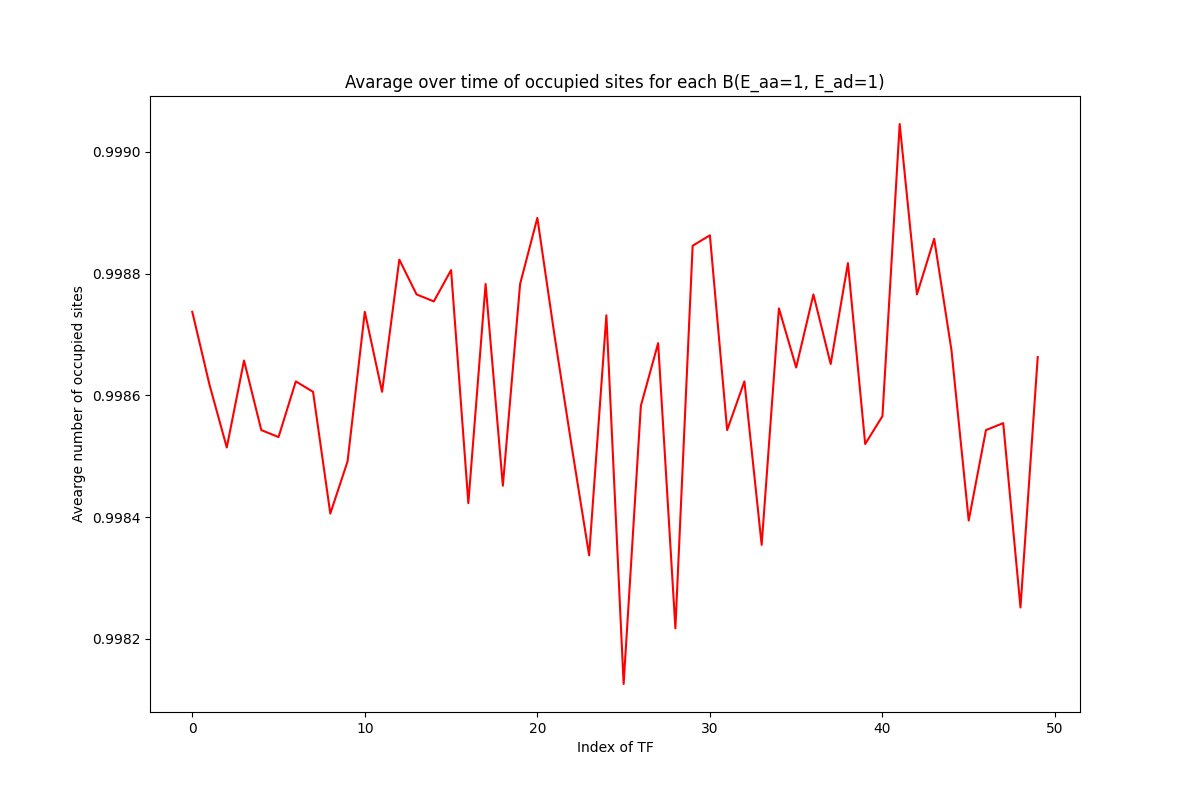 Avarage over time of occupied sites for each B(E_aa=1, E_ad=1)
Avearge number of occupied sites
0.9990
0.9988
0.9986
0.9984
0.9982
0 10 20 30 40 50
Index of TF